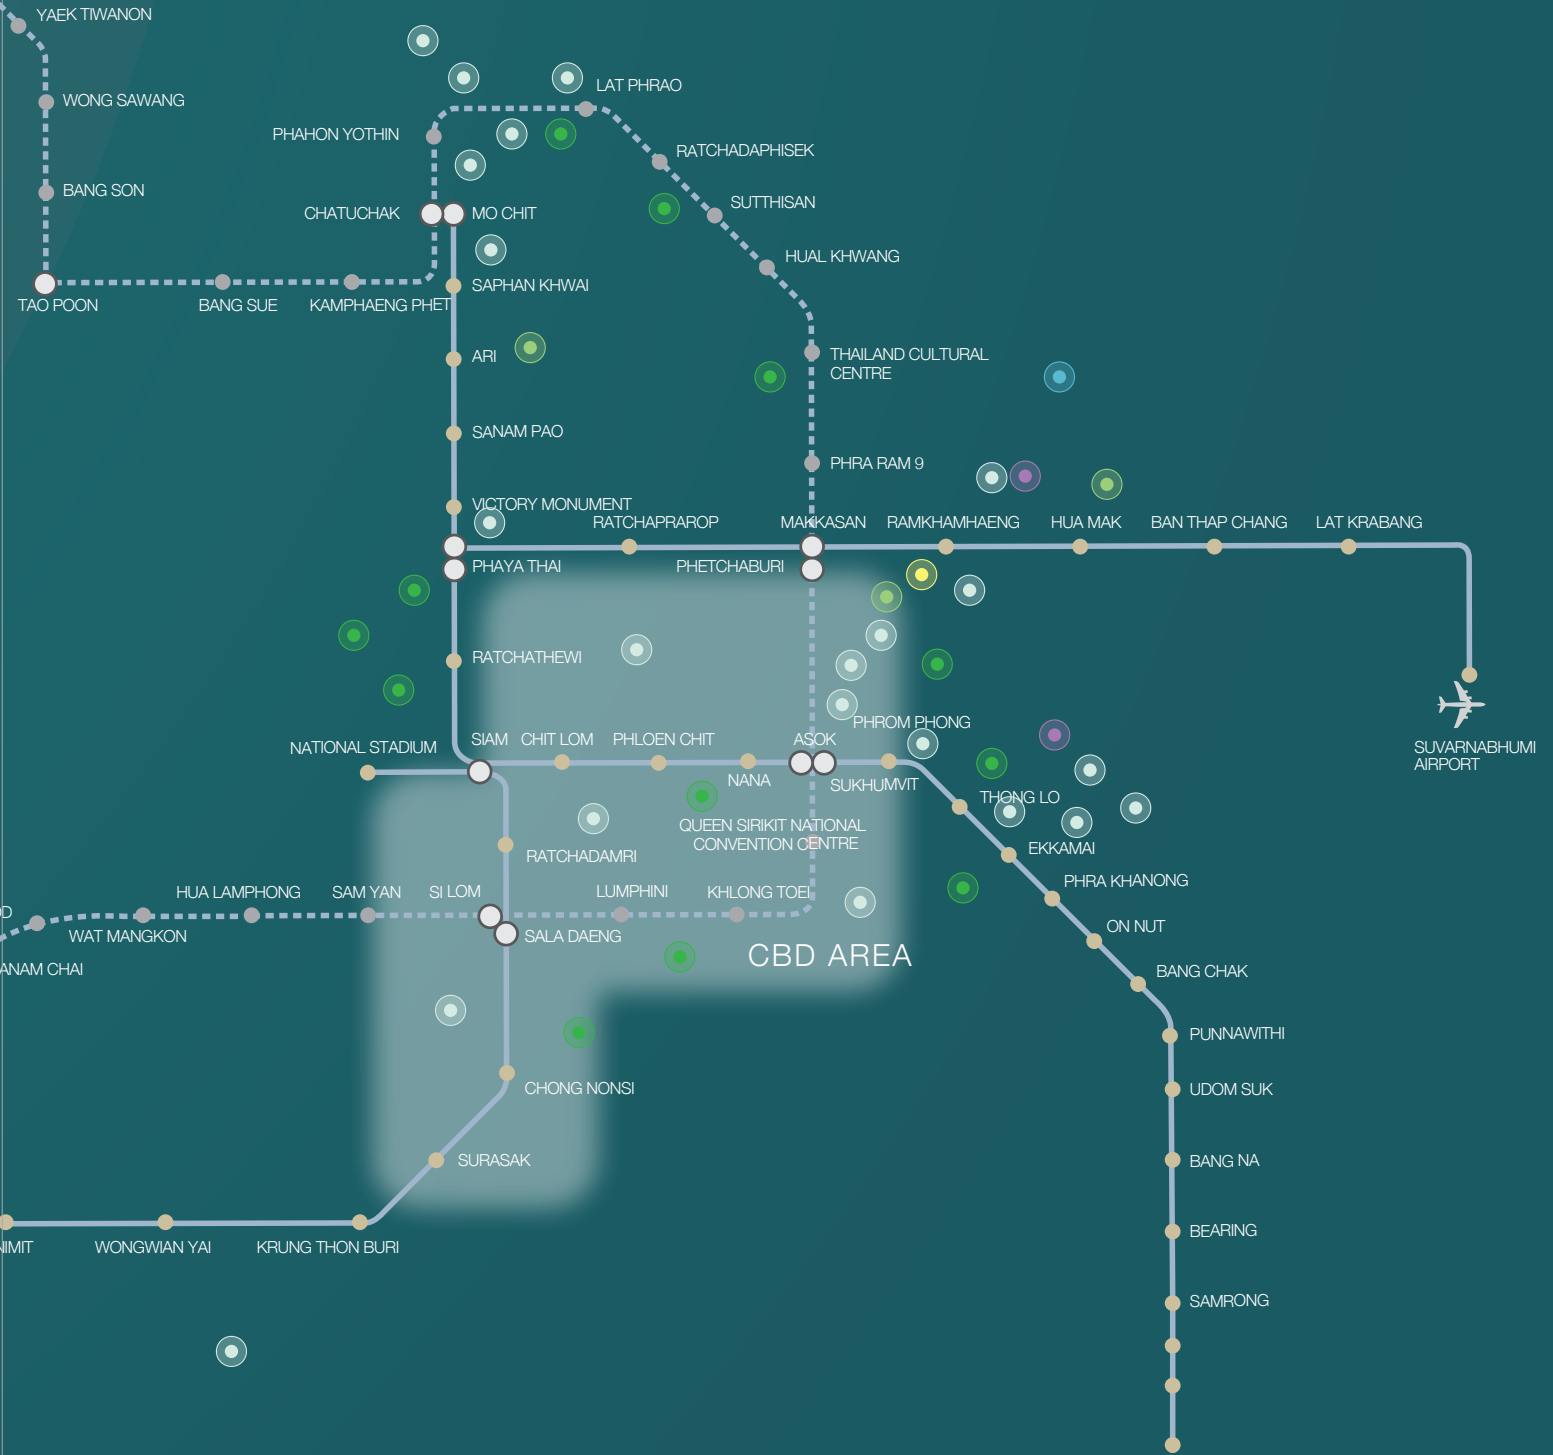 YAEK TIWANON
WONG SAWANG
BANG SON
TAO POON
BANG SUE
KAMPHAENG PHET
CHATUCHAK
MO CHIT
PHAHON YOTHIN
LAT PHRAO
RATCHADAPHISEK
SUTTHISAN
HUAL KHWANG
THAILAND CULTURAL
CENTRE
PHRA RAM 9
SAPHAN KHWAI
ARI
SANAM PAO
VICTORY MONUMENT
RATCHAPRAROP
MAKKASAN
RAMKHAMHAENG
HUA MAK
BAN THAP CHANG
LAT KRABANG
PHAYA THAI
PHETCHABURI
RATCHATHEWI
SUVARNABHUMI
AIRPORT
NATIONAL STADIUM
SIAM
CHIT LOM
PHLOEN CHIT
NANA
ASOK
SUKHUMVIT
PHROM PHONG
THONG LO
EKKAMAI
PHRA KHANONG
ON NUT
BANG CHAK
PUNNAWITHI
UDOM SUK
BANG NA
BEARING
SAMRONG
QUEEN SIRIKIT NATIONAL
CONVENTION CENTRE
RATCHADAMRI
D
WAT MANGKON
HUA LAMPHONG
SAM YAN
SI LOM
LUMPHINI
KHLONG TOEI
SALA DAENG
ANAM CHAI
CBD AREA
CHONG NONSI
SURASAK
IMIT
WONGWIAN YAI
KRUNG THON BURI